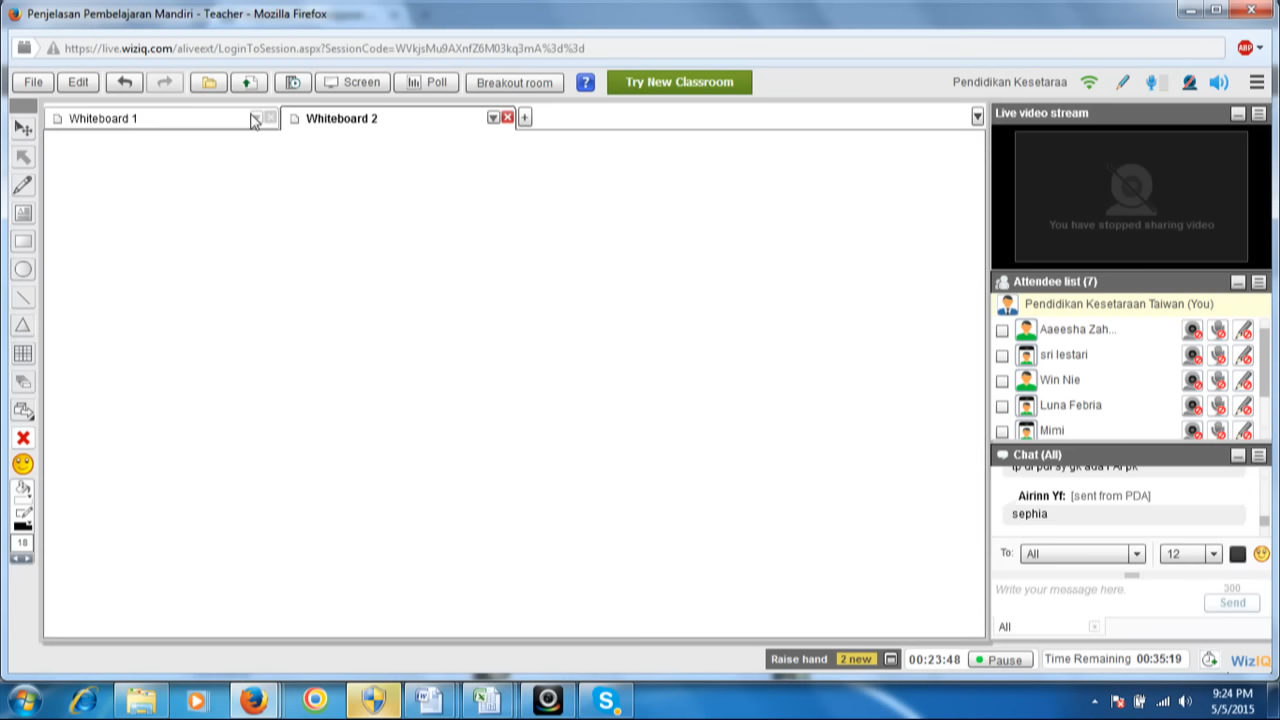 Penjelasan Pembelajaran Mandiri - Teacher - Mozilla Firefox
https://live.wiziq.com/aliveext/LoginToSession.aspx?SessionCode=WVkjsMu9AXnfZ6M03kq3mA%3d%3d
ABP
File Edit Screen Poll Breakout room ? Try New Classroom Pendidikan Kesetaraa
Whiteboard 1 Whiteboard 2
Live video stream
You have stopped sharing video
Attendee list (7)
Pendidikan Kesetaraan Taiwan (You)
Aaeesha Zah...
sri lestari
Win Nie
Luna Febria
Mimi
Chat (All)
Airinn Yf: [sent from PDA]
sephia
To: All 12
Write your message here. 300
Send
All
18
Raise hand 2 new 00:23:48 Pause Time Remaining 00:35:19 WizIQ
9:24 PM
5/5/2015